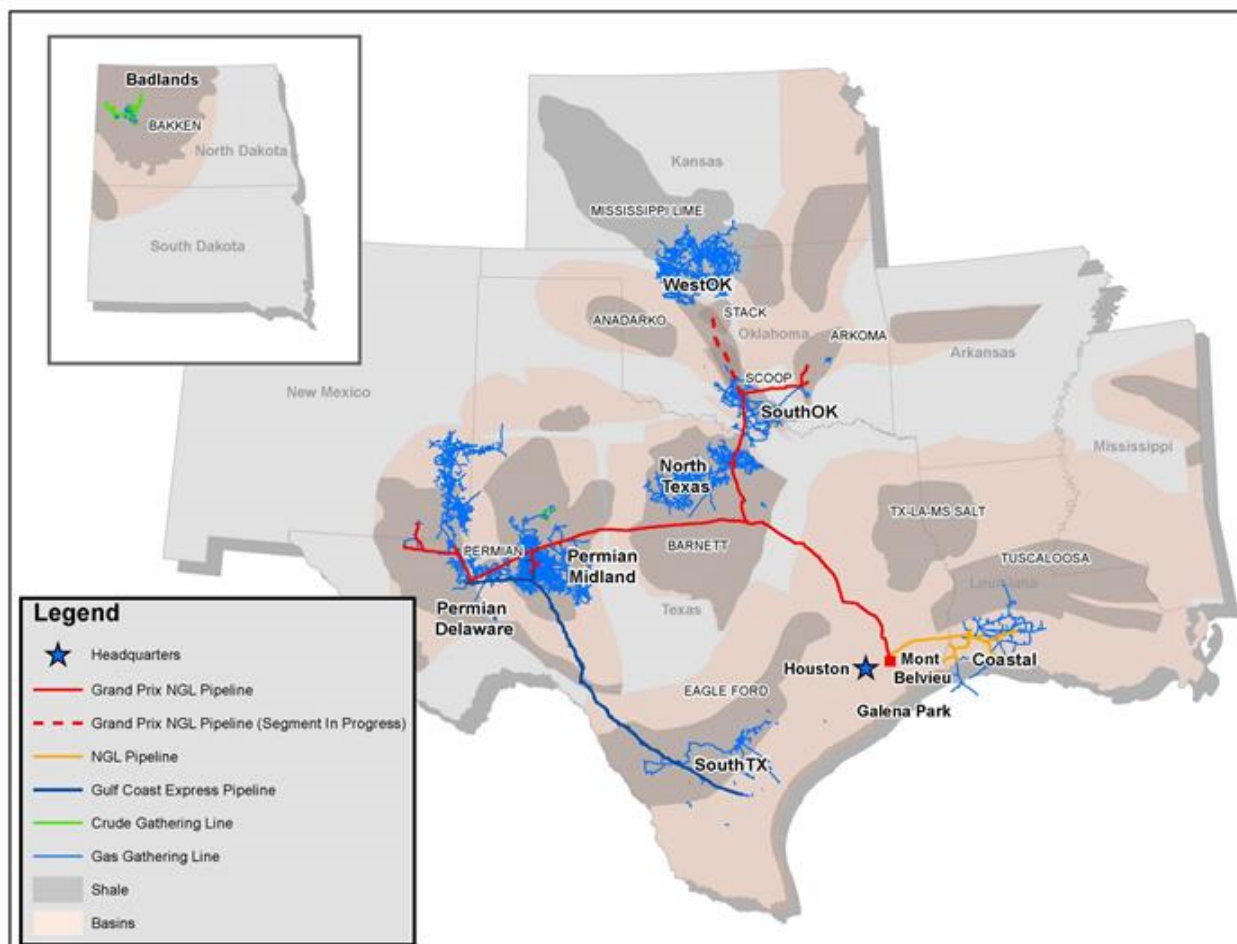 Badlands
BAKKEN
North Dakota
South Dakota
Kansas
MISSISSIPPI LIME
WestOK
STACK
ANADARKO
Oklahoma
ARKOMA
Arkansas
SCOOP
New Mexico
SouthOK
Mississippi
North
Texas
TX-LA-MS SALT
BARNETT
PERMIAN
Permian
Midland
TUSCALOOSA
Louisiana
Texas
Permian
Delaware
Houston
Mont
Belvieu
Coastal
EAGLE FORD
Galena Park
SouthTX
Legend
Headquarters
Grand Prix NGL Pipeline
Grand Prix NGL Pipeline (Segment In Progress)
NGL Pipeline
Gulf Coast Express Pipeline
Crude Gathering Line
Gas Gathering Line
Shale
Basins